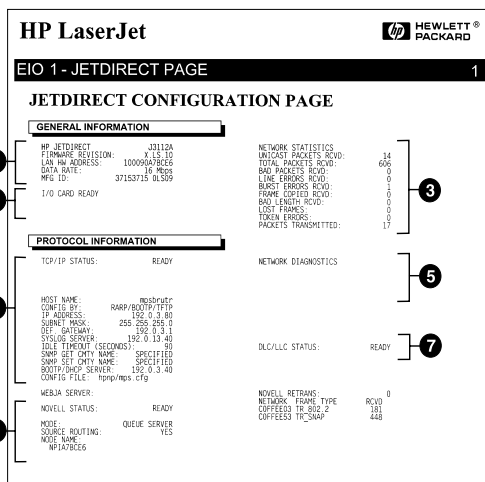 HP LaserJet
hp HEWLETT®
PACKARD
EIO 1 - JETDIRECT PAGE 1
JETDIRECT CONFIGURATION PAGE
GENERAL INFORMATION
HP JETDIRECT J3112A
FIRMWARE REVISION: X.LS.10
LAN HW ADDRESS: 100090A7BCE6
DATA RATE: 16 Mbps
MFG ID: 37153715 0LS09
I/O CARD READY
NETWORK STATISTICS
UNICAST PACKETS RCVD: 14
TOTAL PACKETS RCVD: 606
BAD PACKETS RCVD: 0
LINE ERRORS RCVD: 0
BURST ERRORS RCVD: 1
FRAME COPIED RCVD: 0
BAD LENGTH RCVD: 0
LOST FRAMES: 0
TOKEN ERRORS: 0
PACKETS TRANSMITTED: 17
3
PROTOCOL INFORMATION
TCP/IP STATUS: READY
HOST NAME: mpsbrutr
CONFIG BY: RARP/BOOTP/TFTP
IP ADDRESS: 192.0.3.80
SUBNET MASK: 255.255.255.0
DEF. GATEWAY: 192.0.3.1
SYSLOG SERVER: 192.0.13.40
IDLE TIMEOUT (SECONDS): 90
SNMP GET CMTY NAME: SPECIFIED
SNMP SET CMTY NAME: SPECIFIED
BOOTP/DHCP SERVER: 192.0.3.40
CONFIG FILE: hpnp/mps.cfg
WEBJA SERVER:
NOVELL STATUS: READY
MODE: QUEUE SERVER
SOURCE ROUTING: YES
NODE NAME:
NPIA7BCE6
NETWORK DIAGNOSTICS
5
DLC/LLC STATUS: READY
7
NOVELL RETRANS: 0
NETWORK FRAME TYPE RCVD
COFFEE03 TR_802.2 181
COFFEE53 TR_SNAP 448